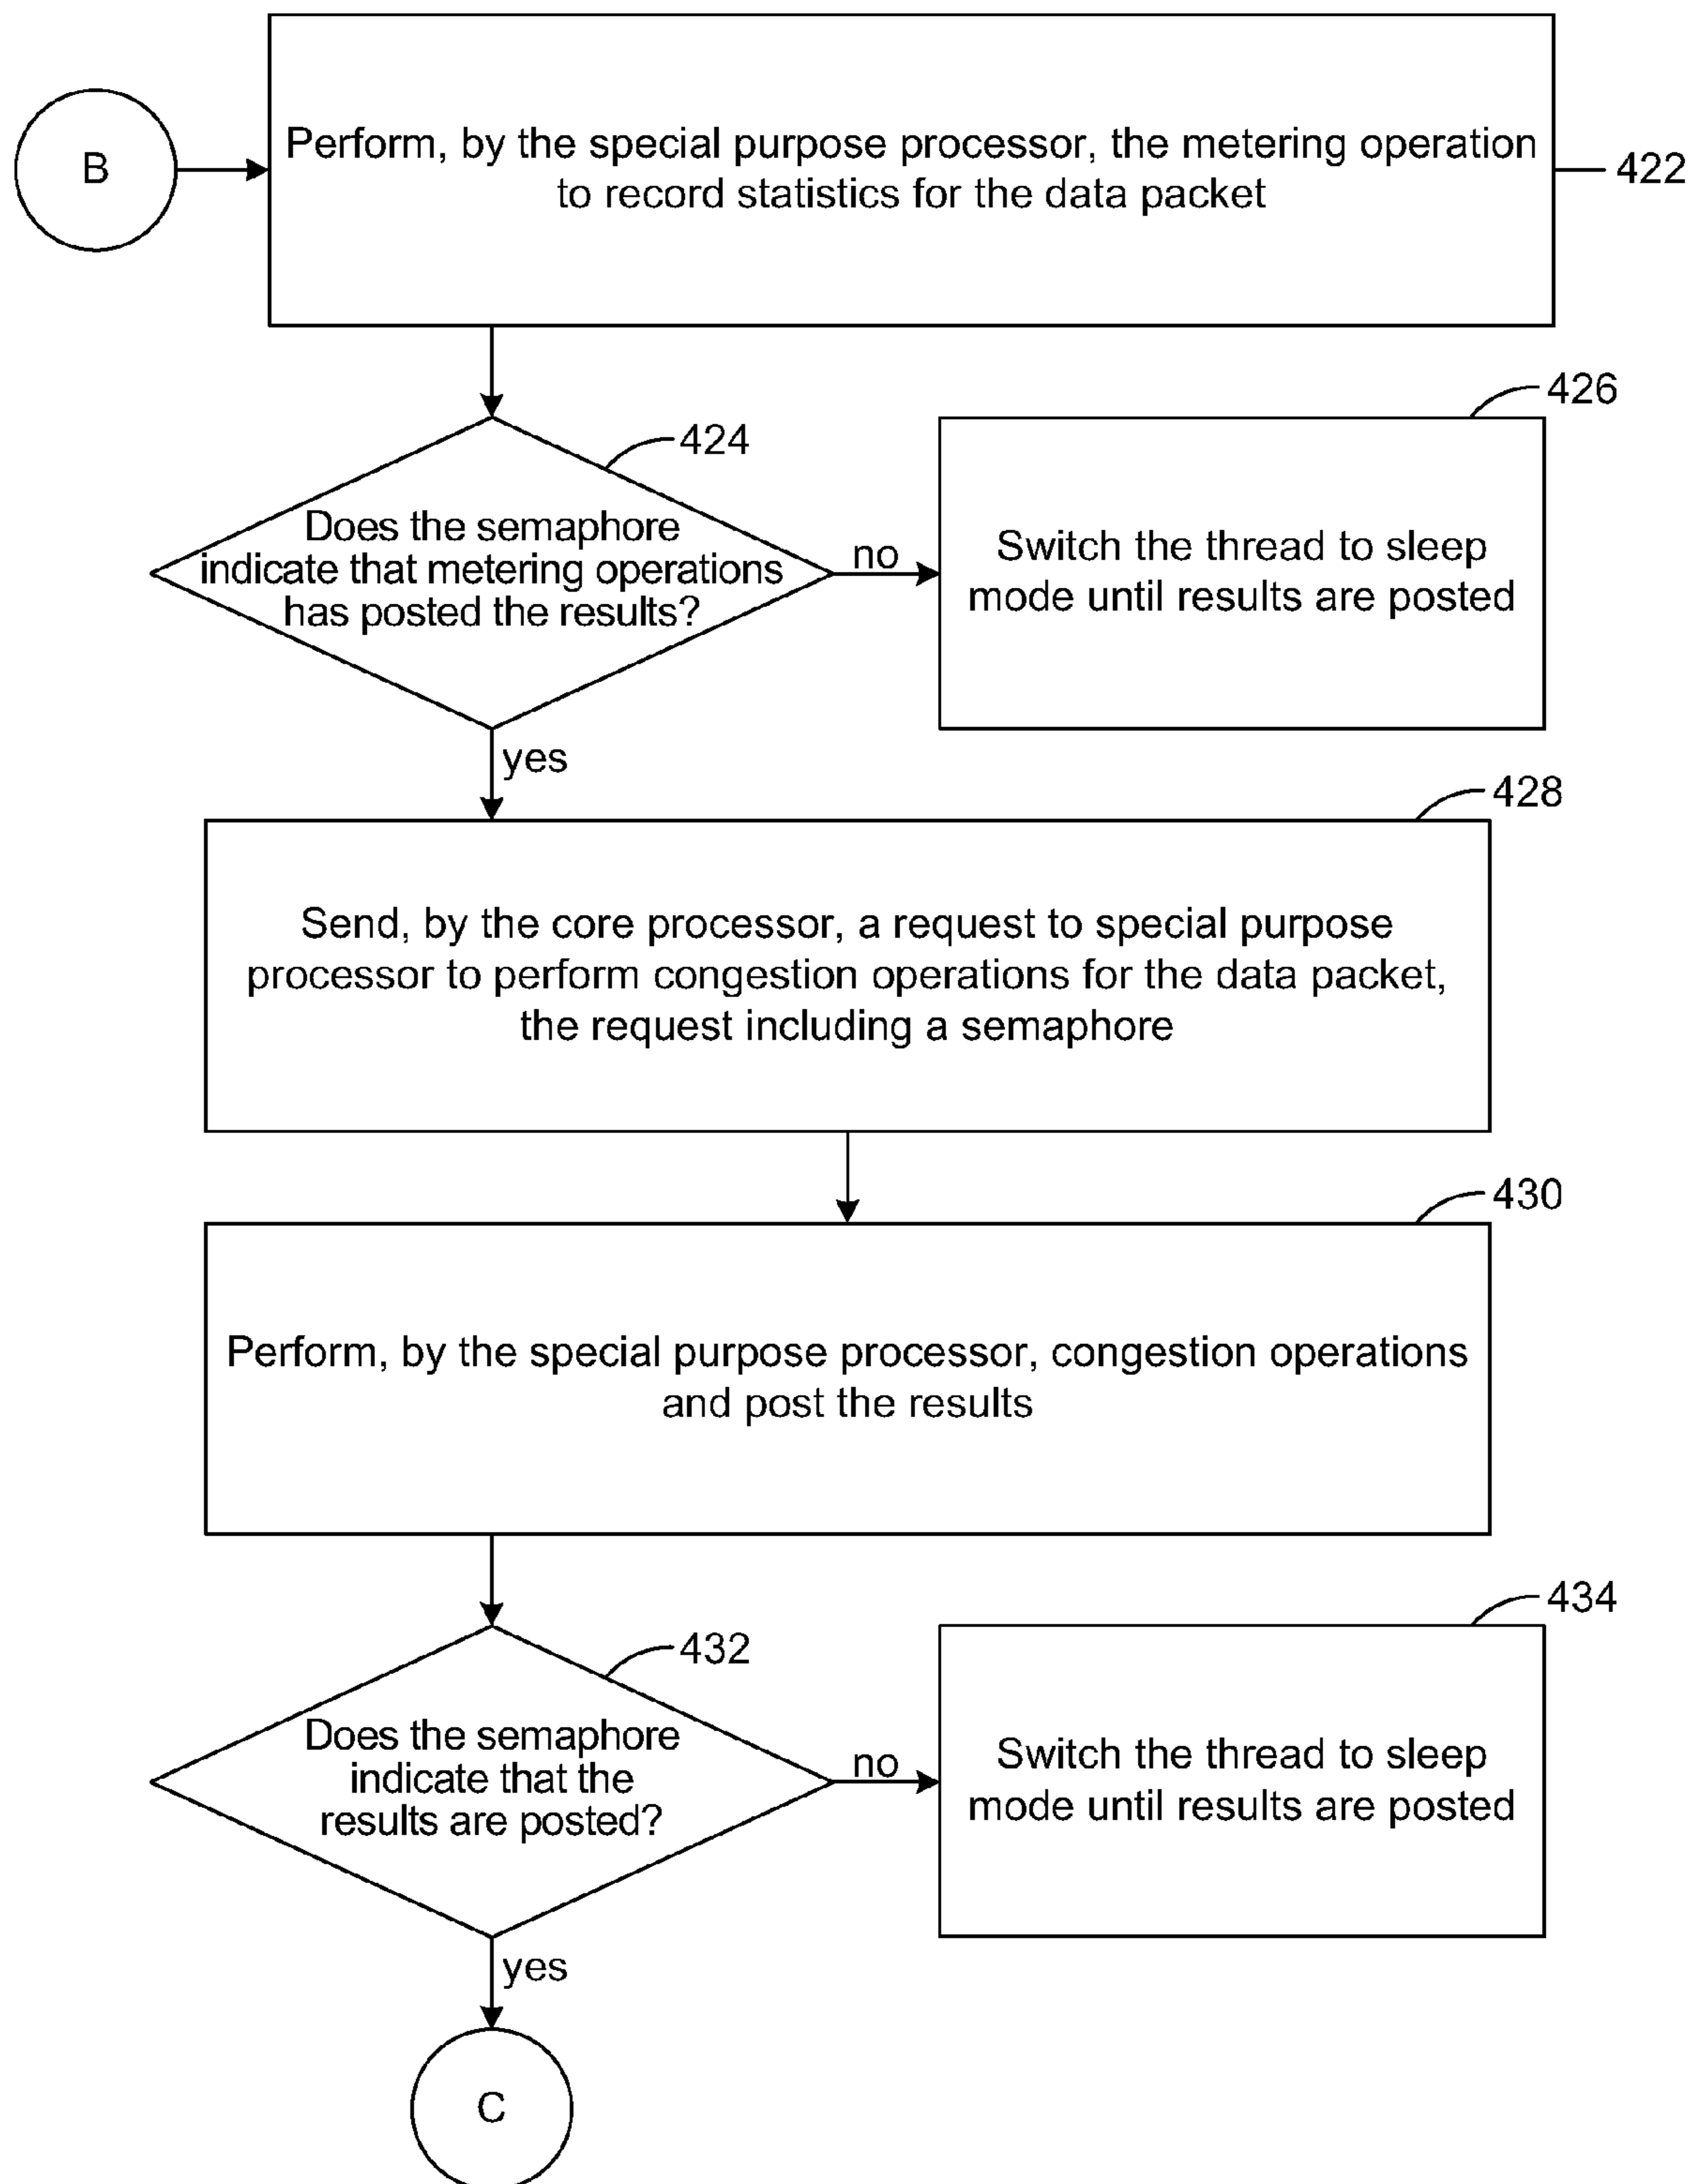 B
Perform, by the special purpose processor, the metering operation
to record statistics for the data packet
422
424
Does the semaphore
indicate that metering operations
has posted the results?
no
426
Switch the thread to sleep
mode until results are posted
yes
428
Send, by the core processor, a request to special purpose
processor to perform congestion operations for the data packet,
the request including a semaphore
430
Perform, by the special purpose processor, congestion operations
and post the results
432
Does the semaphore
indicate that the
results are posted?
no
434
Switch the thread to sleep
mode until results are posted
yes
C